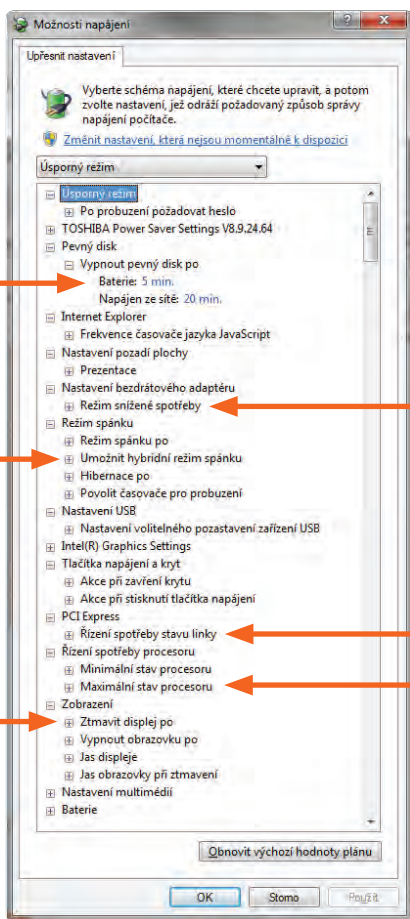 Možnosti napájení
Upřesnit nastavení
Vyberte schéma napájení, které chcete upravit, a potom
zvolte nastavení, jež odráží požadovaný způsob správy
napájení počítače.
Změnit nastavení, která nejsou momentálně k dispozici
Úsporný režim
Úsporný režim
Po probuzení požadovat heslo
TOSHIBA Power Saver Settings V8.9.24.64
Pevný disk
Vypnout pevný disk po
Baterie: 5 min.
Napájen ze sítě: 20 min.
Internet Explorer
Frekvence časovače jazyka JavaScript
Nastavení pozadí plochy
Prezentace
Nastavení bezdrátového adaptéru
Režim snížené spotřeby
Režim spánku
Režim spánku po
Umožnit hybridní režim spánku
Hibernace po
Povolit časovače pro probuzení
Nastavení USB
Nastavení volitelného pozastavení zařízení USB
Intel(R) Graphics Settings
Tlačítka napájení a kryt
Akce při zavření krytu
Akce při stisknutí tlačítka napájení
PCI Express
Řízení spotřeby stavu linky
Řízení spotřeby procesoru
Minimální stav procesoru
Maximální stav procesoru
Zobrazení
Ztmavit displej po
Vypnout obrazovku po
Jas displeje
Jas obrazovky při ztmavení
Nastavení multimédií
Baterie
Obnovit výchozí hodnoty plánu
OK Storno Použít